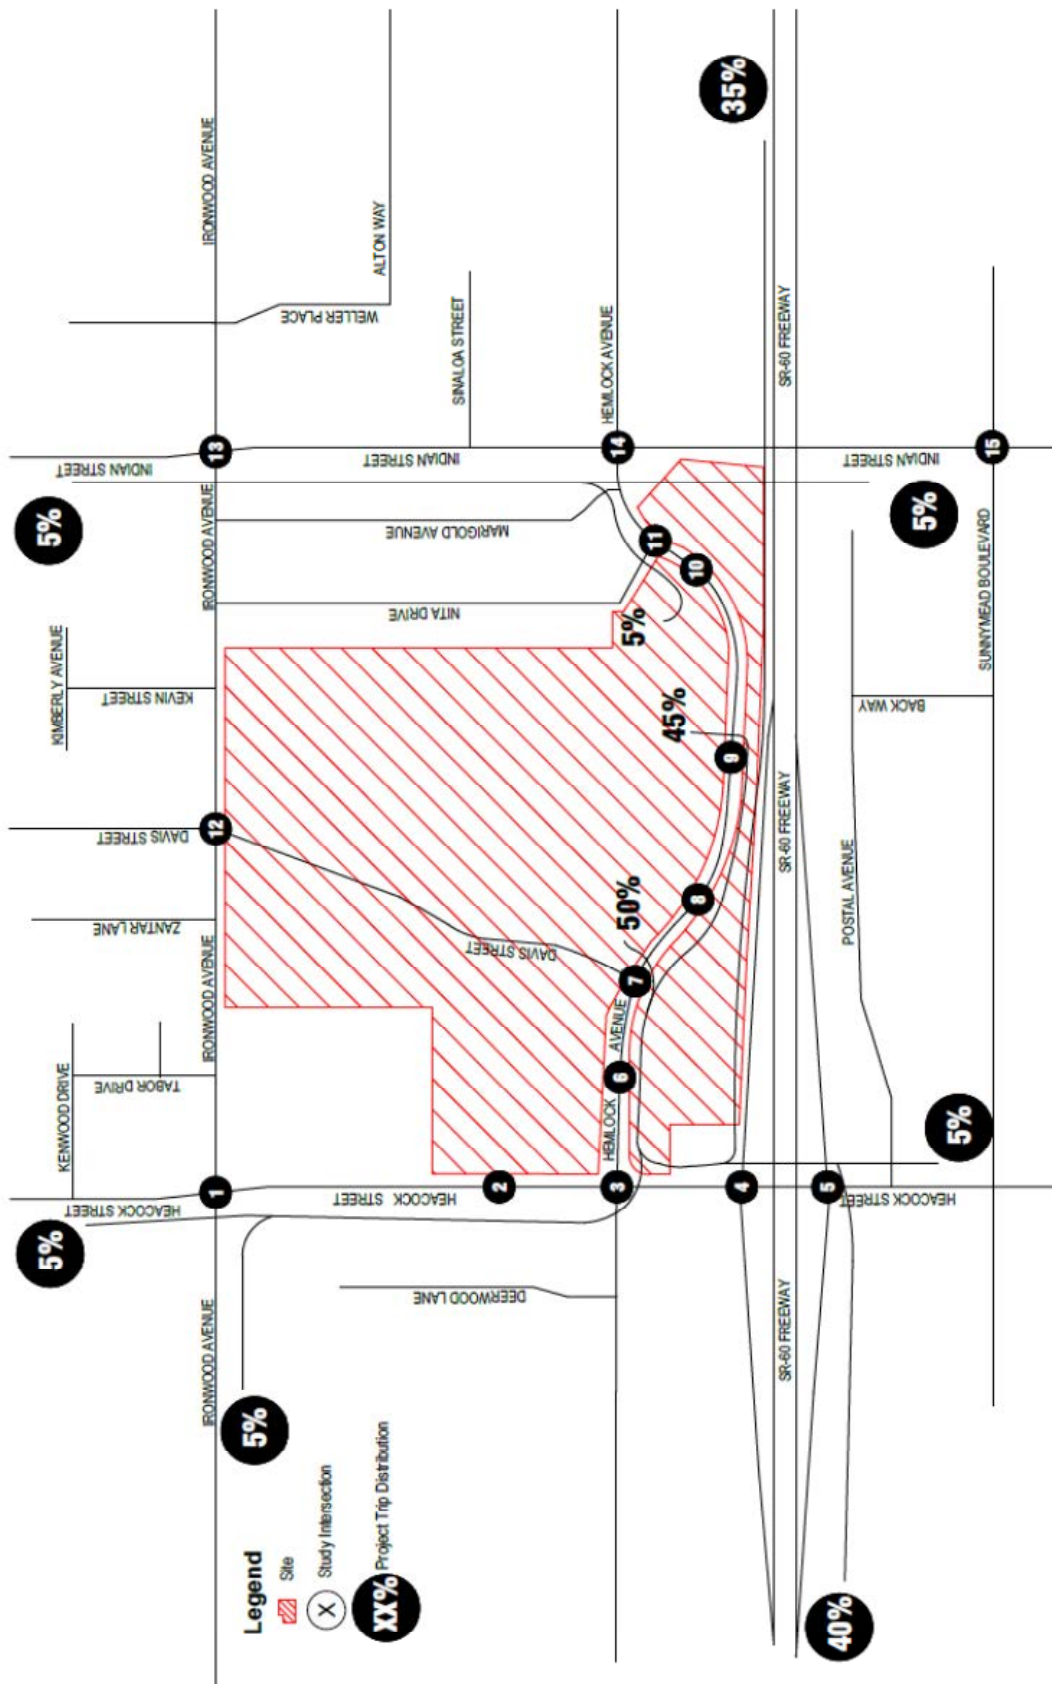 Legend
Site
X Study Intersection
XX% Project Trip Distribution
5%
KENWOOD DRIVE
TABOR DRIVE
ZANTAR LANE
DAVIS STREET
KIMBERLY AVENUE
KEVIN STREET
5%
INDIAN STREET
HEACOCK STREET
1
12
13
IRONWOOD AVENUE
IRONWOOD AVENUE
IRONWOOD AVENUE
IRONWOOD AVENUE
5%
WELLER PLACE
ALTON WAY
NITA DRIVE
MARIGOLD AVENUE
INDIAN STREET
SINALOA STREET
HEACOCK STREET
2
DAVIS STREET
DEERWOOD LANE
3
HEMLOCK
AVENUE
6
7
50%
8
45%
9
5%
10
11
14
HEMLOCK AVENUE
35%
4
SR-60 FREEWAY
SR-60 FREEWAY
SR-60 FREEWAY
40%
5
HEACOCK STREET
POSTAL AVENUE
BACK WAY
INDIAN STREET
5%
5%
SUNNYMEAD BOULEVARD
15